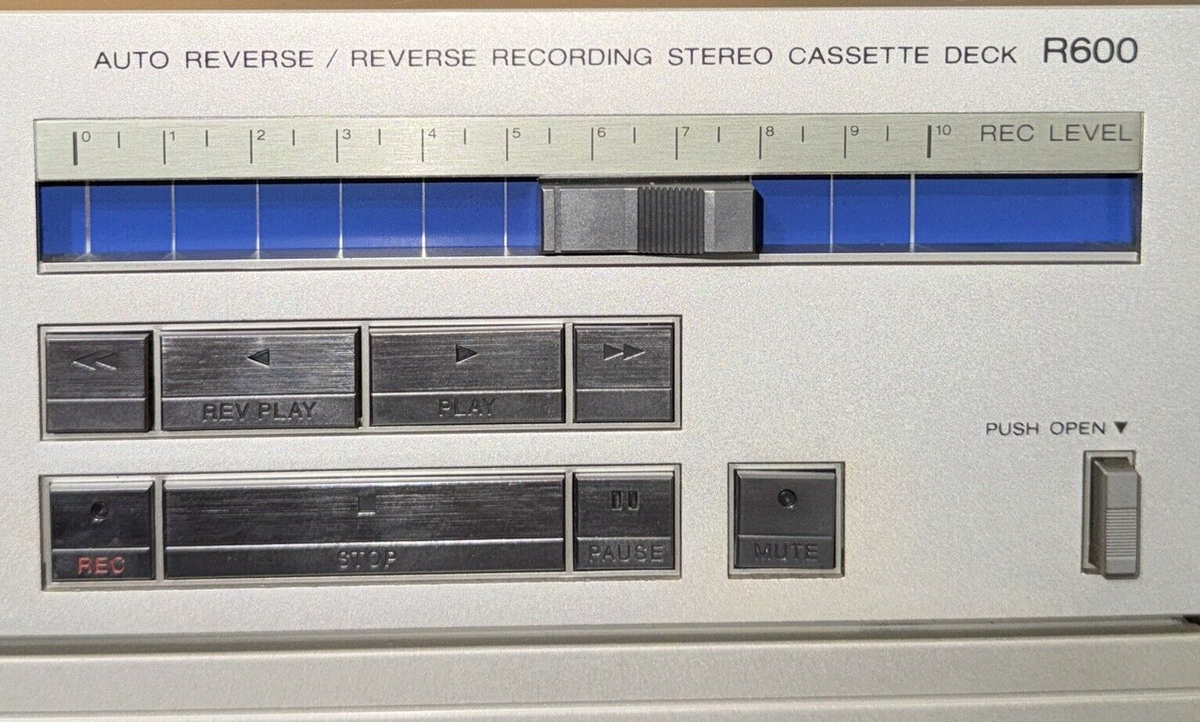 AUTO REVERSE / REVERSE RECORDING STEREO CASSETTE DECK R600
0 1 2 3 4 5 6 7 8 9 10 REC LEVEL
REV PLAY PLAY
PUSH OPEN ▼
REC STOP PAUSE MUTE